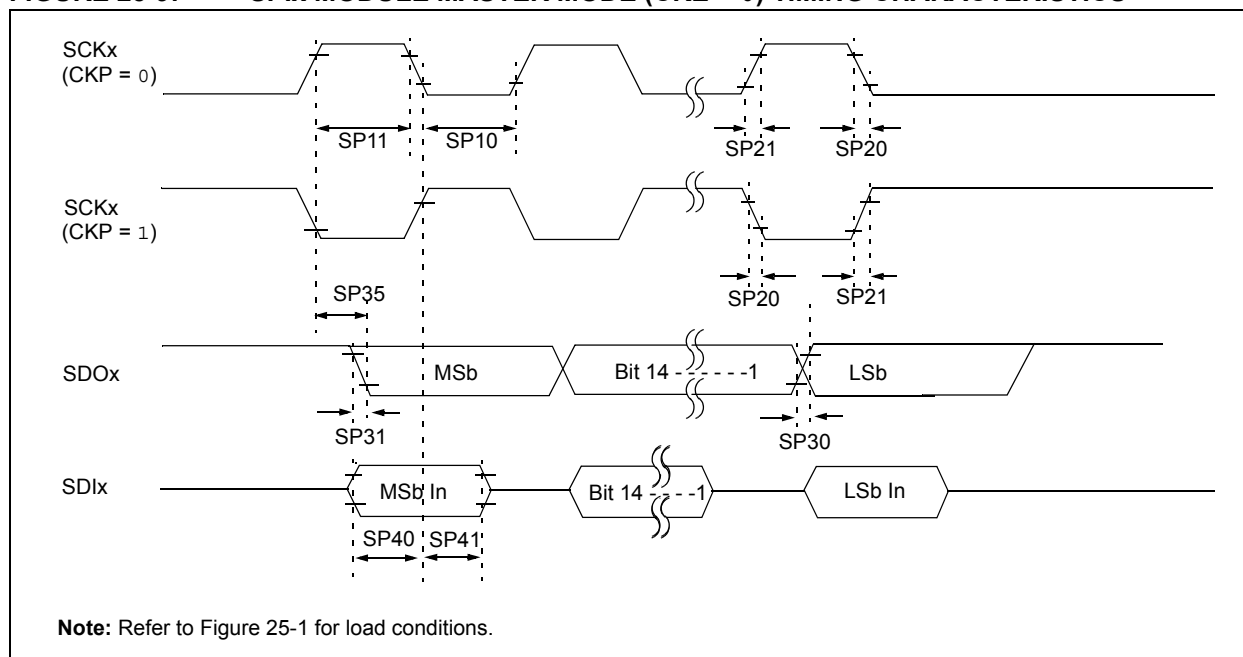 SCKx
(CKP = 0)
SP11
SP10
SP21
SP20
SCKx
(CKP = 1)
SP35
SP20
SP21
SDOx
MSb
Bit 14 - - - - - -1
LSb
SP31
SP30
SDIx
MSb In
Bit 14 - - - -1
LSb In
SP40
SP41
Note: Refer to Figure 25-1 for load conditions.